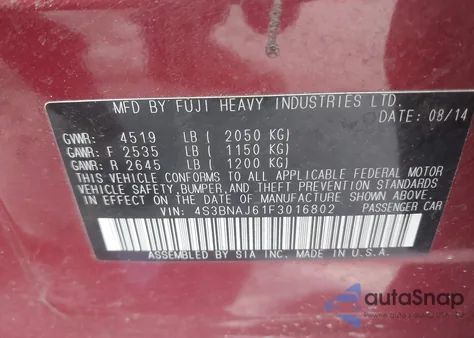 MFD BY FUJI HEAVY INDUSTRIES LTD.
DATE: 08/14
GVWR: 4519 LB ( 2050 KG)
GAWR: F 2535 LB ( 1150 KG)
GAWR: R 2645 LB ( 1200 KG)
THIS VEHICLE CONFORMS TO ALL APPLICABLE FEDERAL MOTOR
VEHICLE SAFETY, BUMPER, AND THEFT PREVENTION STANDARDS
IN EFFECT ON THE DATE OF MANUFACTURE SHOWN ABOVE.
VIN: 4S3BNAJ61F3016802 PASSENGER CAR
ASSEMBLED BY SIA INC. MADE IN U.S.A.
autoSnap